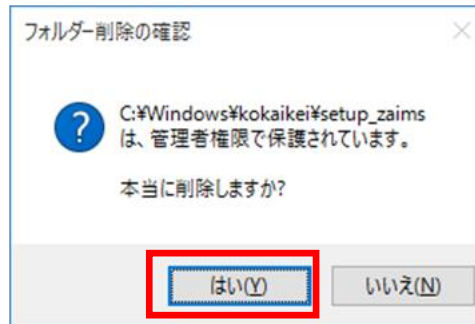 フォルダー削除の確認
C:¥Windows¥kokaikei¥setup_zaims
は、管理者権限で保護されています。
本当に削除しますか?
はい(Y)
いいえ(N)